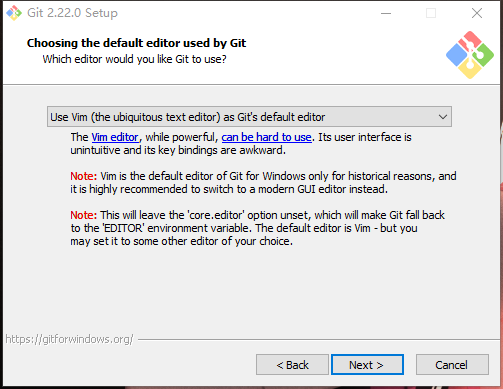 Git 2.22.0 Setup
Choosing the default editor used by Git
Which editor would you like Git to use?
Use Vim (the ubiquitous text editor) as Git's default editor
The Vim editor, while powerful, can be hard to use. Its user interface is
unintuitive and its key bindings are awkward.
Note: Vim is the default editor of Git for Windows only for historical reasons, and
it is highly recommended to switch to a modern GUI editor instead.
Note: This will leave the 'core.editor' option unset, which will make Git fall back
to the 'EDITOR' environment variable. The default editor is Vim - but you
may set it to some other editor of your choice.
https://gitforwindows.org/
< Back
Next >
Cancel